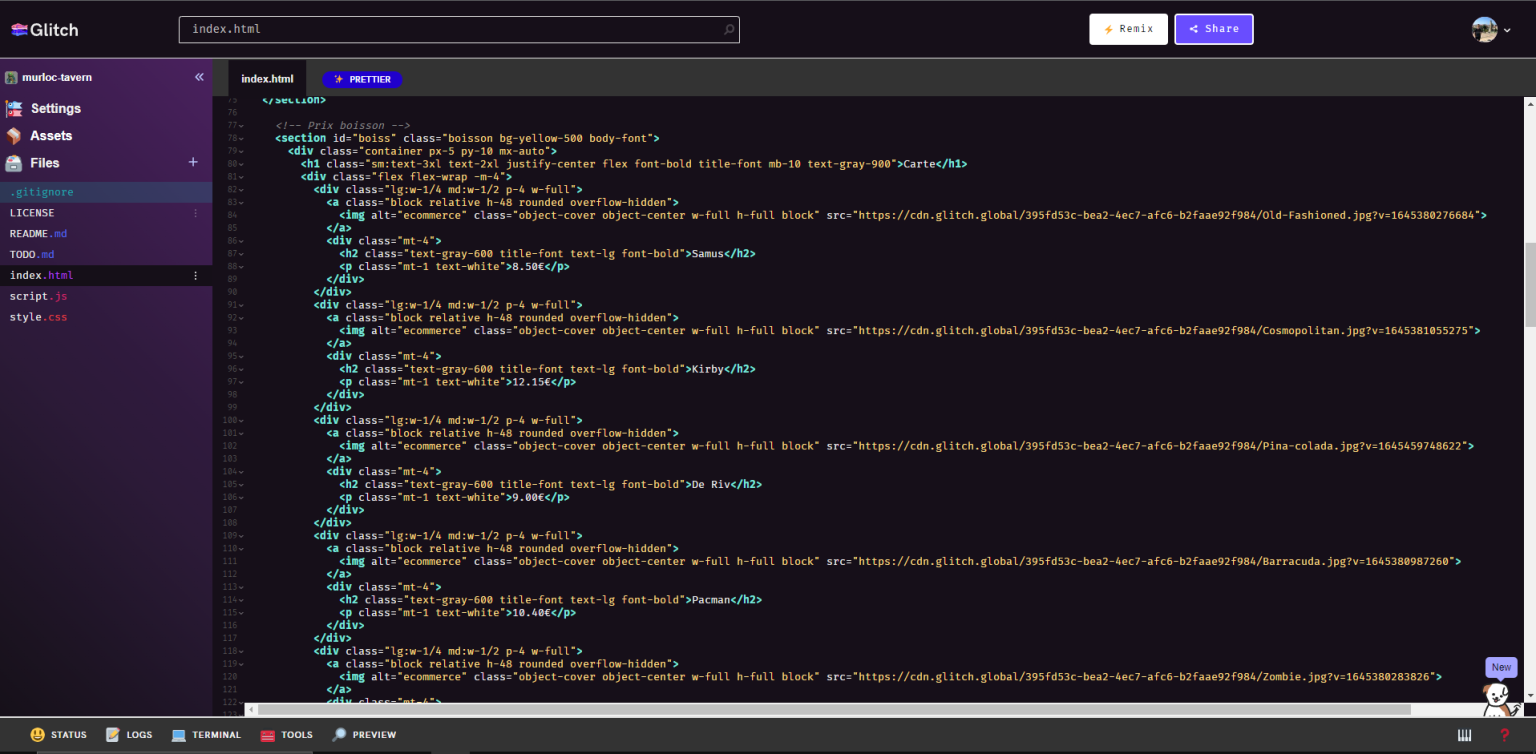 Glitch
index.html
Remix
Share
murloc-tavern
«
index.html
PRETTIER
Settings
Assets
Files
+
.gitignore
LICENSE
README.md
TODO.md
index.html
script.js
style.css
75 </section>
76
77 <!-- Prix boisson -->
78 <section id="boiss" class="boisson bg-yellow-500 body-font">
79 <div class="container px-5 py-10 mx-auto">
80 <h1 class="sm:text-3xl text-2xl justify-center flex font-bold title-font mb-10 text-gray-900">Carte</h1>
81 <div class="flex flex-wrap -m-4">
82 <div class="lg:w-1/4 md:w-1/2 p-4 w-full">
83 <a class="block relative h-48 rounded overflow-hidden">
84 <img alt="ecommerce" class="object-cover object-center w-full h-full block" src="https://cdn.glitch.global/395fd53c-bea2-4ec7-afc6-b2faae92f984/Old-Fashioned.jpg?v=1645380276684">
85 </a>
86 <div class="mt-4">
87 <h2 class="text-gray-600 title-font text-lg font-bold">Samus</h2>
88 <p class="mt-1 text-white">8.50€</p>
89 </div>
90 </div>
91 <div class="lg:w-1/4 md:w-1/2 p-4 w-full">
92 <a class="block relative h-48 rounded overflow-hidden">
93 <img alt="ecommerce" class="object-cover object-center w-full h-full block" src="https://cdn.glitch.global/395fd53c-bea2-4ec7-afc6-b2faae92f984/Cosmopolitan.jpg?v=1645381055275">
94 </a>
95 <div class="mt-4">
96 <h2 class="text-gray-600 title-font text-lg font-bold">Kirby</h2>
97 <p class="mt-1 text-white">12.15€</p>
98 </div>
99 </div>
100 <div class="lg:w-1/4 md:w-1/2 p-4 w-full">
101 <a class="block relative h-48 rounded overflow-hidden">
102 <img alt="ecommerce" class="object-cover object-center w-full h-full block" src="https://cdn.glitch.global/395fd53c-bea2-4ec7-afc6-b2faae92f984/Pina-colada.jpg?v=1645459748622">
103 </a>
104 <div class="mt-4">
105 <h2 class="text-gray-600 title-font text-lg font-bold">De Riv</h2>
106 <p class="mt-1 text-white">9.00€</p>
107 </div>
108 </div>
109 <div class="lg:w-1/4 md:w-1/2 p-4 w-full">
110 <a class="block relative h-48 rounded overflow-hidden">
111 <img alt="ecommerce" class="object-cover object-center w-full h-full block" src="https://cdn.glitch.global/395fd53c-bea2-4ec7-afc6-b2faae92f984/Barracuda.jpg?v=1645380987260">
112 </a>
113 <div class="mt-4">
114 <h2 class="text-gray-600 title-font text-lg font-bold">Pacman</h2>
115 <p class="mt-1 text-white">10.40€</p>
116 </div>
117 </div>
118 <div class="lg:w-1/4 md:w-1/2 p-4 w-full">
119 <a class="block relative h-48 rounded overflow-hidden">
120 <img alt="ecommerce" class="object-cover object-center w-full h-full block" src="https://cdn.glitch.global/395fd53c-bea2-4ec7-afc6-b2faae92f984/Zombie.jpg?v=1645380283826">
121 </a>
122 <div class="mt-4">
123
New
STATUS
LOGS
TERMINAL
TOOLS
PREVIEW
?